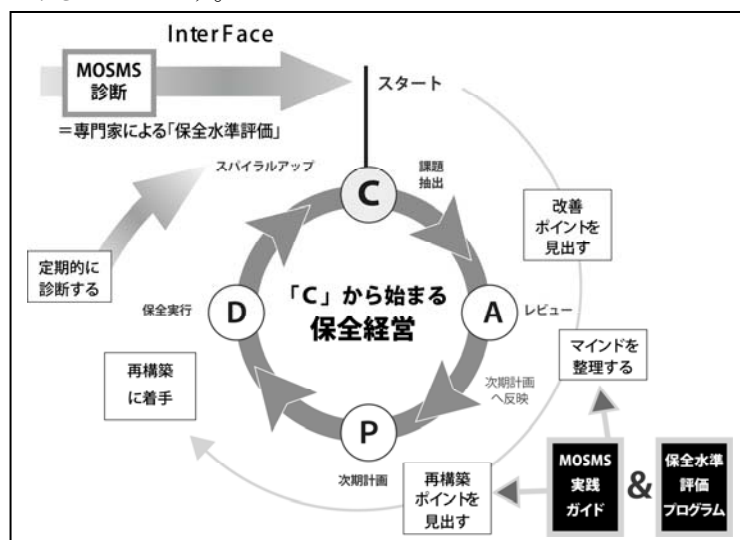 InterFace
MOSMS
診断
スタート
＝専門家による「保全水準評価」
スパイラルアップ
C
課題
抽出
改善
ポイントを
見出す
定期的に
診断する
「C」から始まる
保全経営
保全実行
D
A
レビュー
マインドを
整理する
再構築
に着手
次期計画
へ反映
P
次期計画
再構築
ポイントを
見出す
MOSMS
実践
ガイド
&
保全水準
評価
プログラム